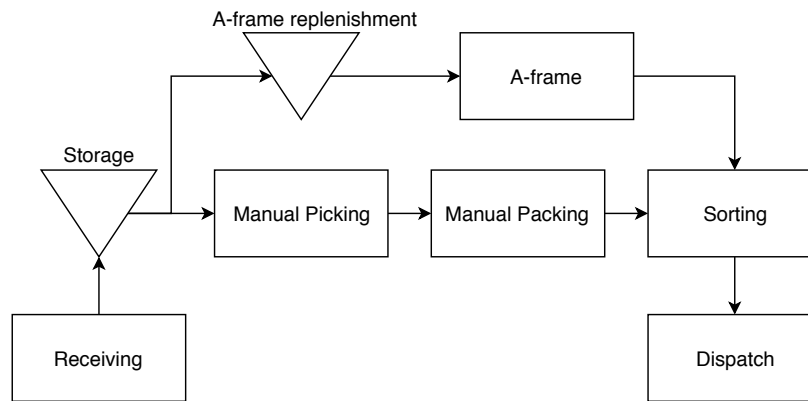 A-frame replenishment
A-frame
Storage
Manual Picking
Manual Packing
Sorting
Receiving
Dispatch